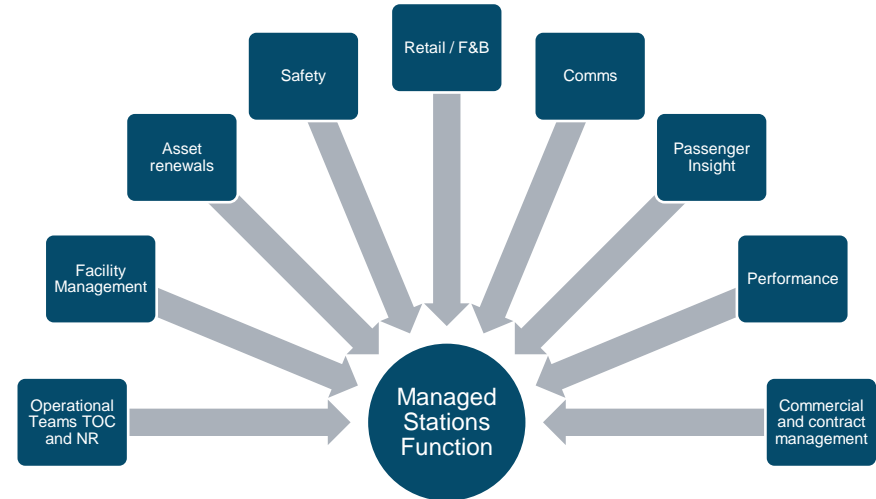 Retail / F&B
Safety
Comms
Asset
renewals
Passenger
Insight
Facility
Management
Performance
Operational
Teams TOC
and NR
Managed
Stations
Function
Commercial
and contract
management